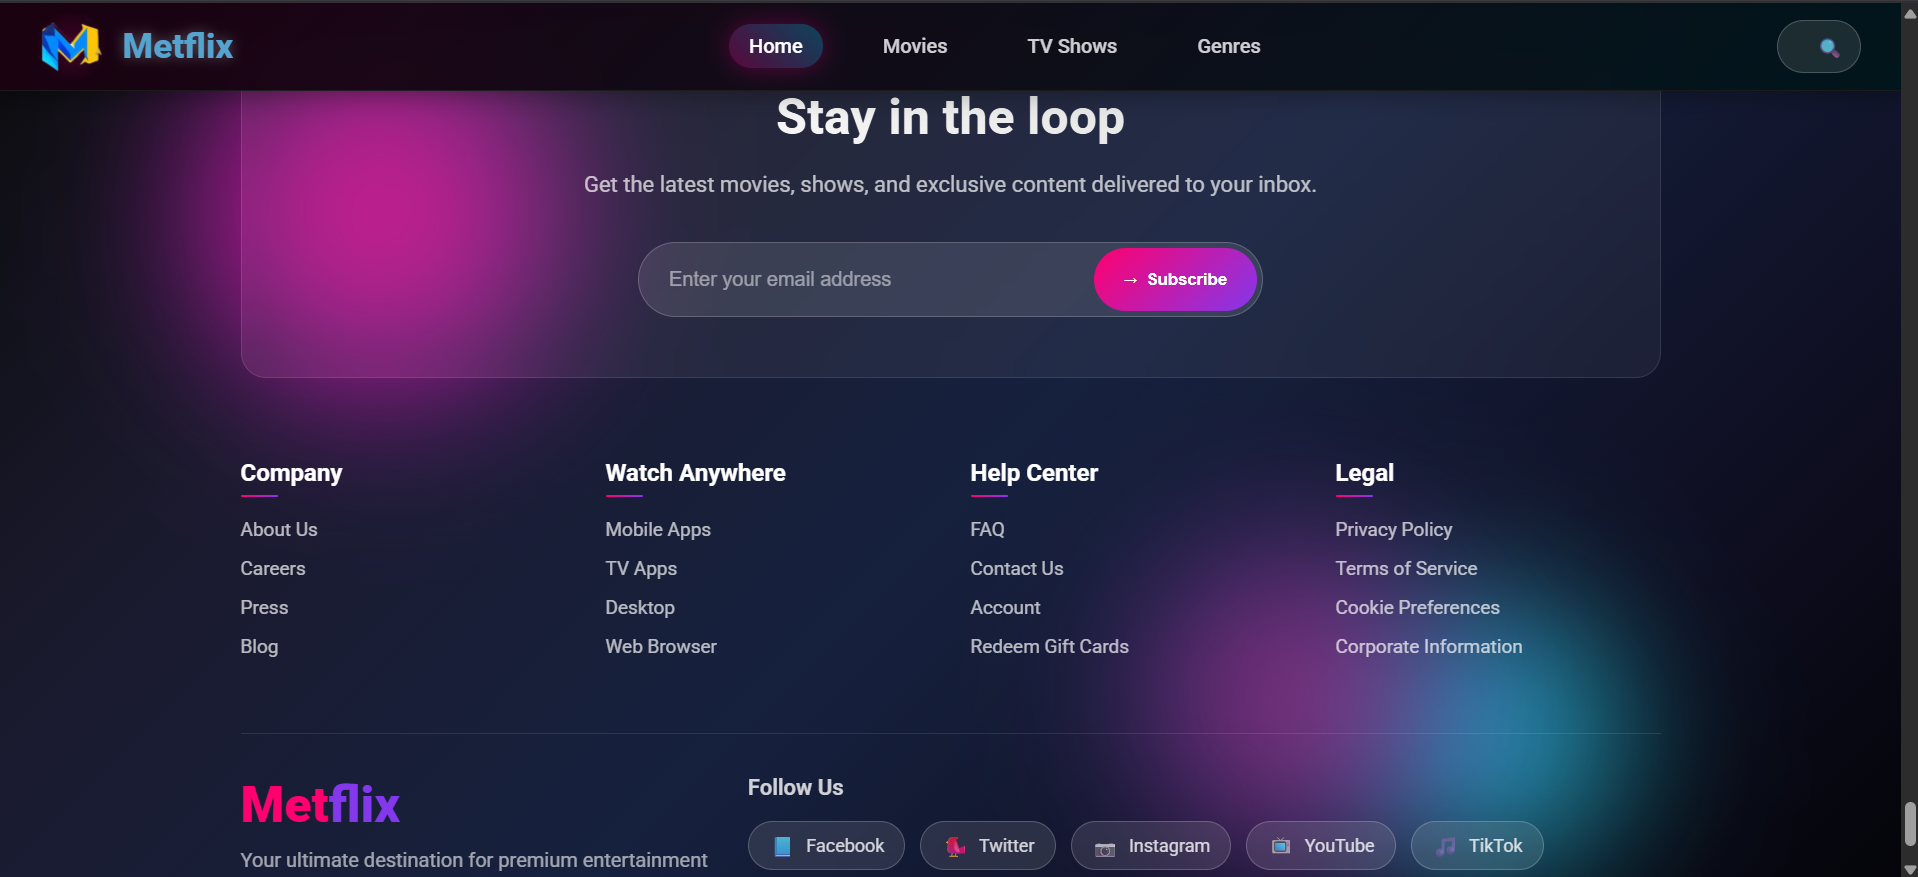 Metflix
Home
Movies
TV Shows
Genres
Stay in the loop
Get the latest movies, shows, and exclusive content delivered to your inbox.
Enter your email address
→ Subscribe
Company
About Us
Careers
Press
Blog
Watch Anywhere
Mobile Apps
TV Apps
Desktop
Web Browser
Help Center
FAQ
Contact Us
Account
Redeem Gift Cards
Legal
Privacy Policy
Terms of Service
Cookie Preferences
Corporate Information
Metflix
Your ultimate destination for premium entertainment
Follow Us
Facebook
Twitter
Instagram
YouTube
TikTok